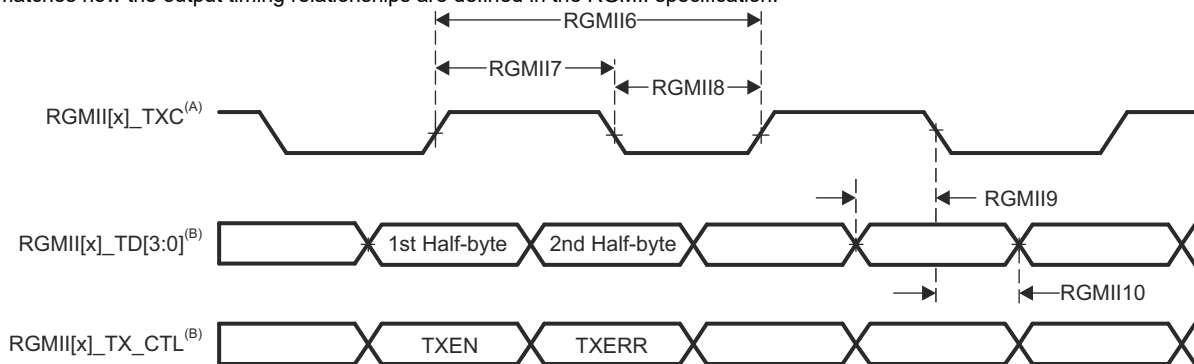 matches how the output timing relationships are defined in the RGMII specification.
RGMII6
RGMII7
RGMII8
RGMII[x]_TXC(A)
RGMII9
RGMII[x]_TD[3:0](B)
1st Half-byte
2nd Half-byte
RGMII10
RGMII[x]_TX_CTL(B)
TXEN
TXERR